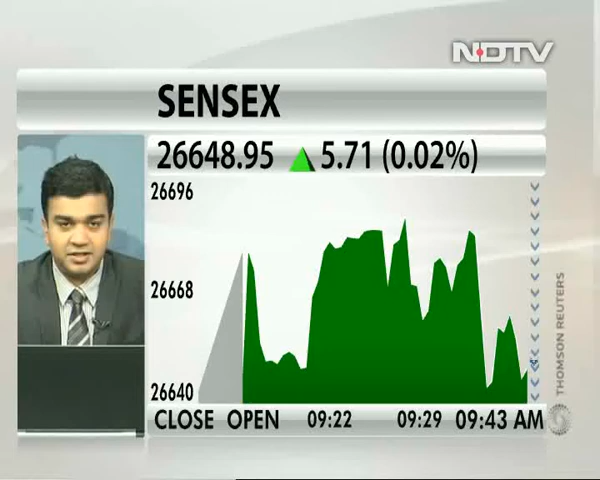 NDTV
SENSEX
26648.95 ▲ 5.71 (0.02%)
26696
26668
26640
CLOSE OPEN 09:22 09:29 09:43 AM
THOMSON REUTERS